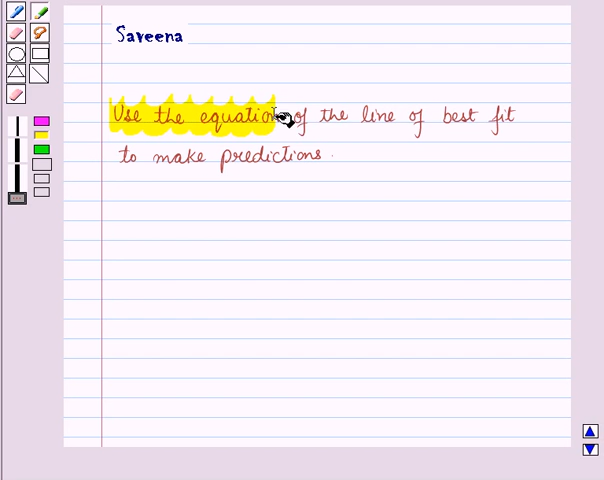 Saveena
Use the equation of the line of best fit
to make predictions.